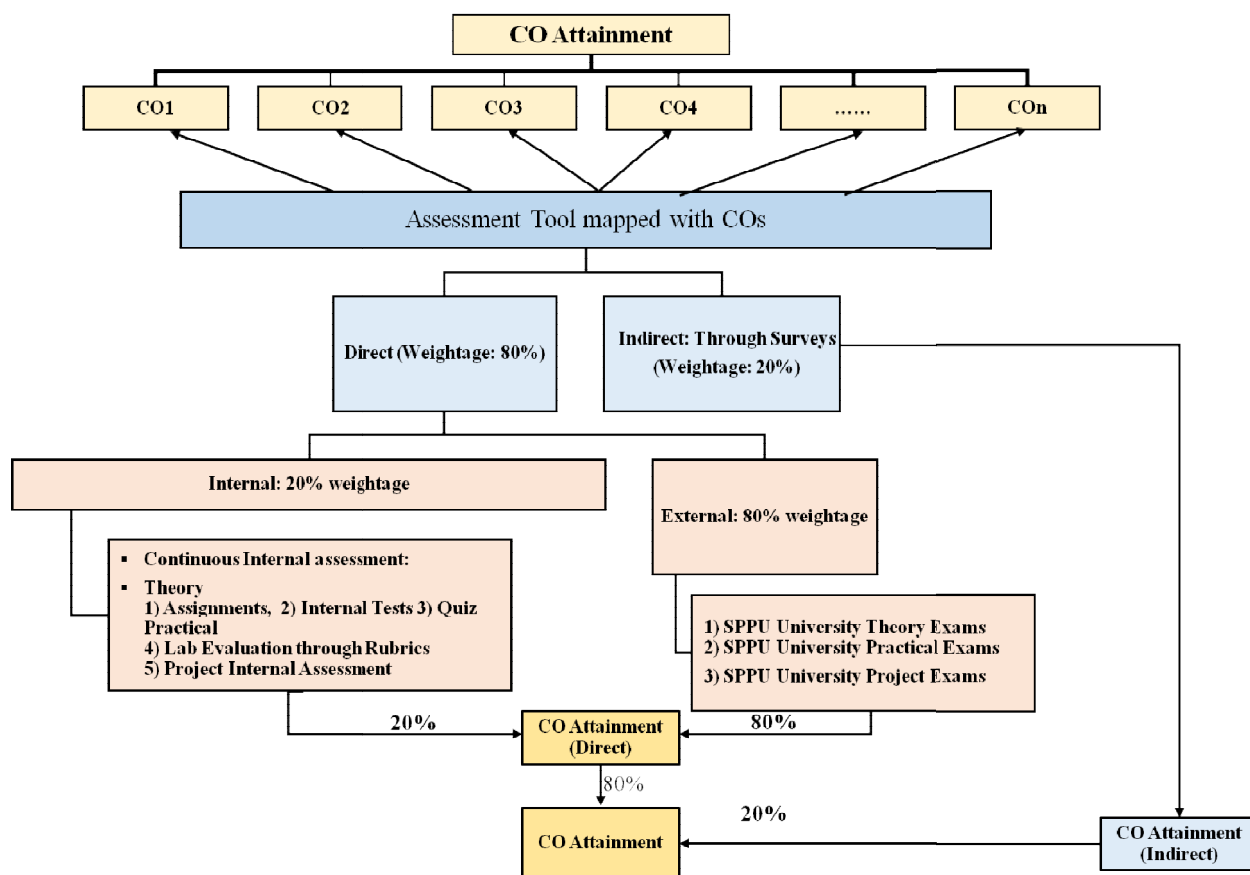 CO Attainment
CO1
CO2
CO3
CO4
……
COn
Assessment Tool mapped with COs
Direct (Weightage: 80%)
Indirect: Through Surveys
(Weightage: 20%)
Internal: 20% weightage
External: 80% weightage
▪ Continuous Internal assessment:
▪ Theory
1) Assignments, 2) Internal Tests 3) Quiz
Practical
4) Lab Evaluation through Rubrics
5) Project Internal Assessment
1) SPPU University Theory Exams
2) SPPU University Practical Exams
3) SPPU University Project Exams
20%
CO Attainment
(Direct)
80%
80%
CO Attainment
20%
CO Attainment
(Indirect)